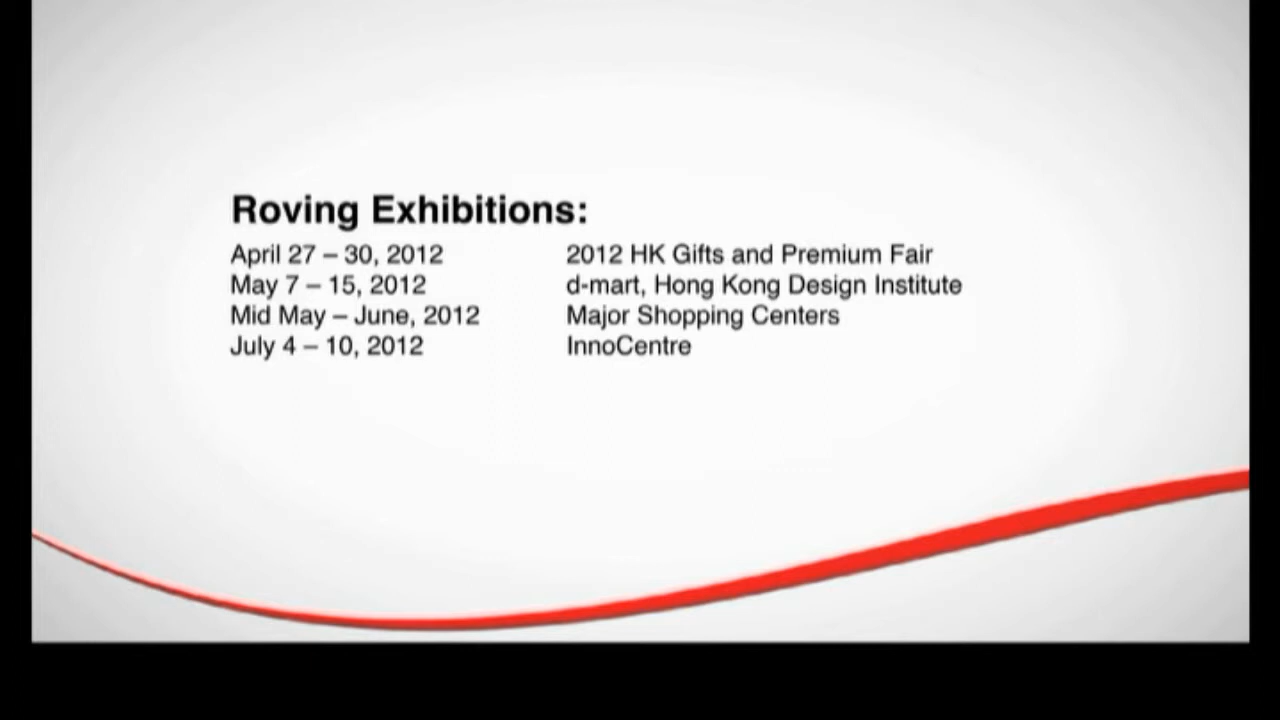 Roving Exhibitions:
April 27 – 30, 2012 2012 HK Gifts and Premium Fair
May 7 – 15, 2012 d-mart, Hong Kong Design Institute
Mid May – June, 2012 Major Shopping Centers
July 4 – 10, 2012 InnoCentre